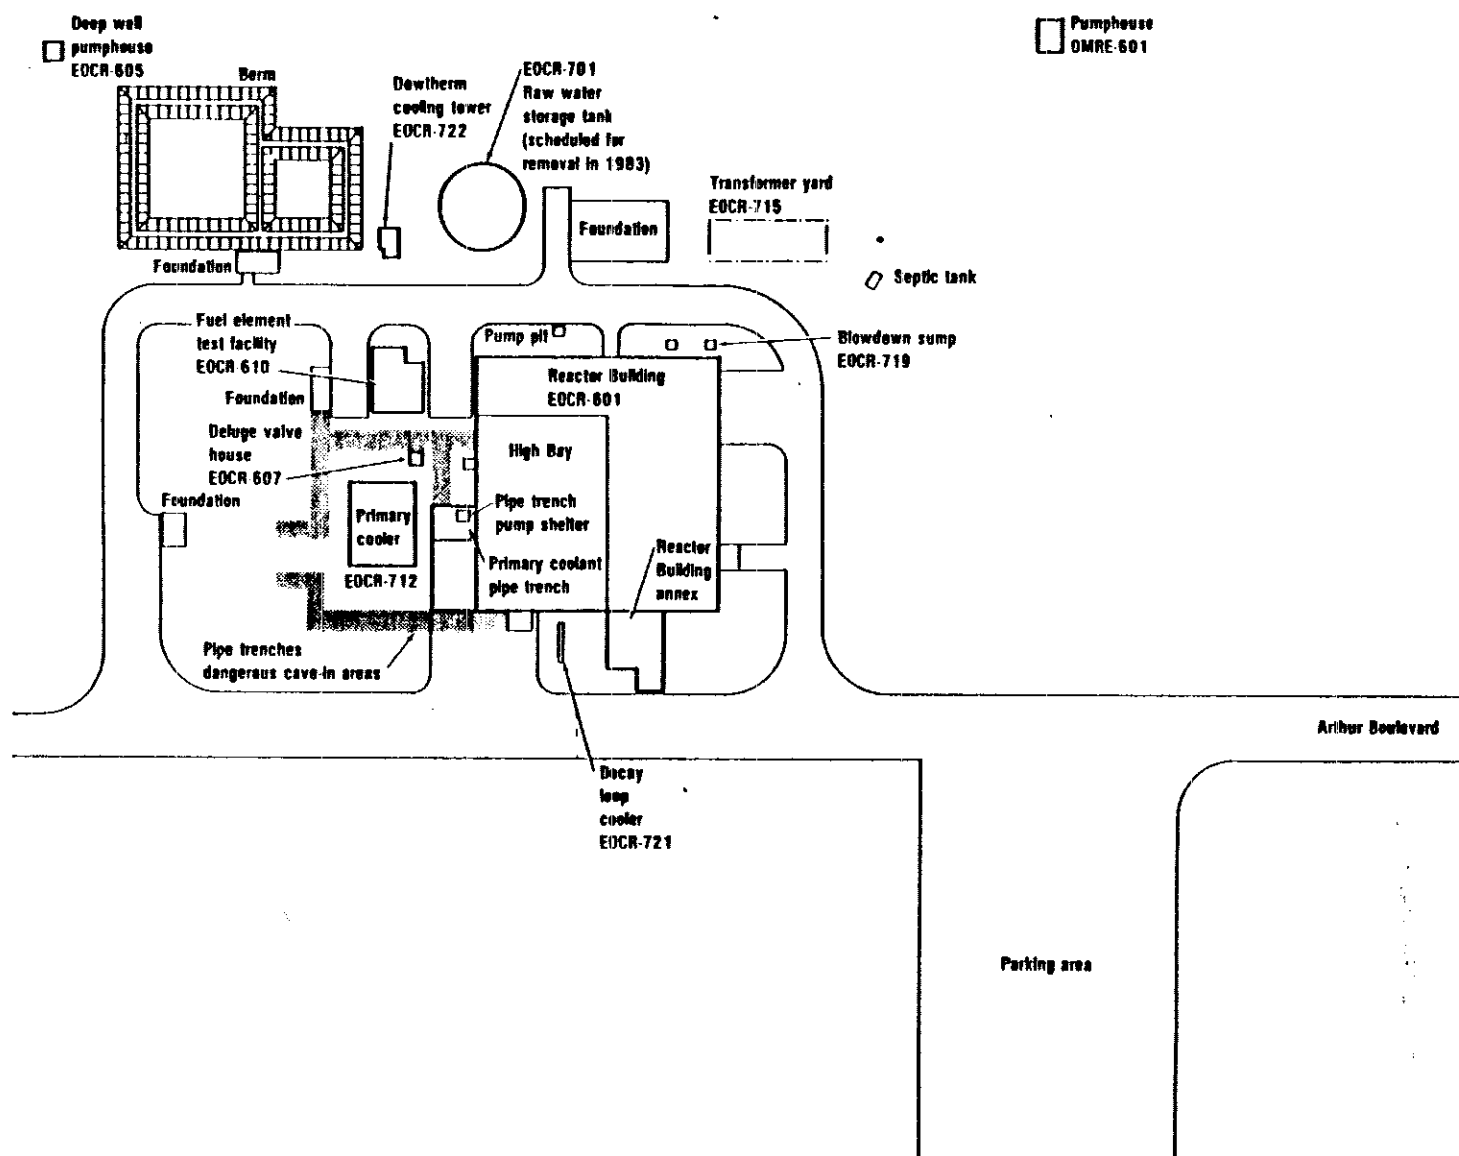 Deep well
pumphouse
EOCR-605
Pumphouse
OMRE-601
Berm
Dowtherm
cooling tower
EOCR-722
EOCR-701
Raw water
storage tank
(scheduled for
removal in 1983)
Transformer yard
EOCR-715
Foundation
Foundation
Septic tank
Fuel element
test facility
EOCR-610
Pump pit
Blowdown sump
EOCR-719
Reactor Building
EOCR-601
Foundation
Deluge valve
house
EOCR-607
High Bay
Foundation
Pipe trench
pump shelter
Primary
cooler
EOCR-712
Primary coolant
pipe trench
Reactor
Building
annex
Pipe trenches
dangerous cave-in areas
Arthur Boulevard
Decay
loop
cooler
EOCR-721
Parking area